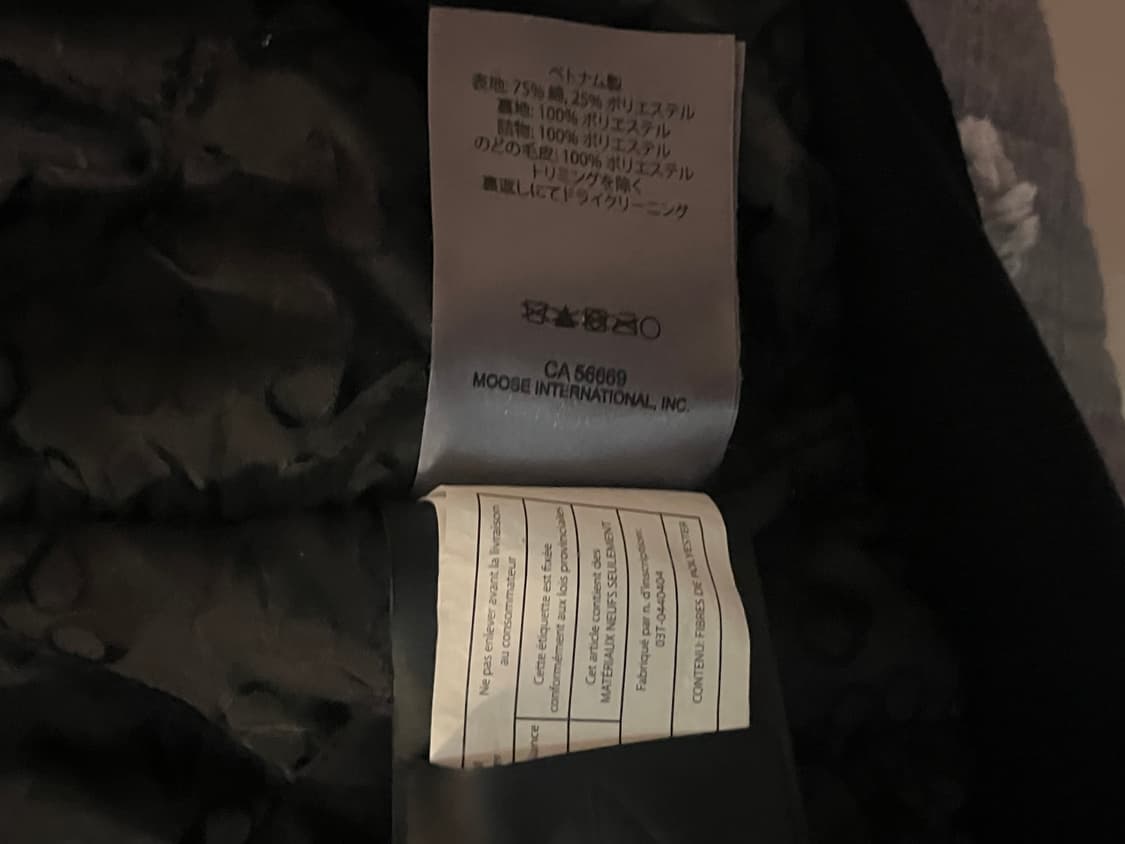 ベトナム製
表地: 75% 綿, 25% ポリエステル
裏地: 100% ポリエステル
詰物: 100% ポリエステル
のどの毛皮: 100% ポリエステル
トリミングを除く
裏返しにてドライクリーニング
CA 56669
MOOSE INTERNATIONAL, INC.
Ne pas enlever avant la livraison
au consommateur
Cette étiquette est fixée
conformément aux lois provinciales
Cet article contient des
MATÉRIAUX NEUFS SEULEMENT
Fabriqué par n. d'inscription:
03T-0440404
CONTENU: FIBRES DE POLYESTER